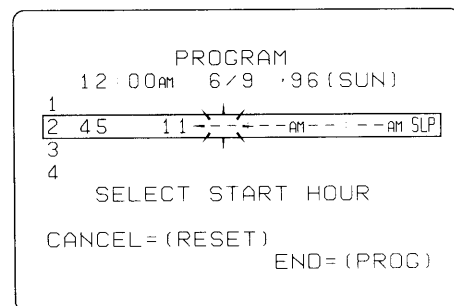 PROGRAM
12:00AM 6/9 '96(SUN)
1
2 45 11 -- -- --AM--:--AM SLP
3
4
SELECT START HOUR
CANCEL=(RESET)
END=(PROG)